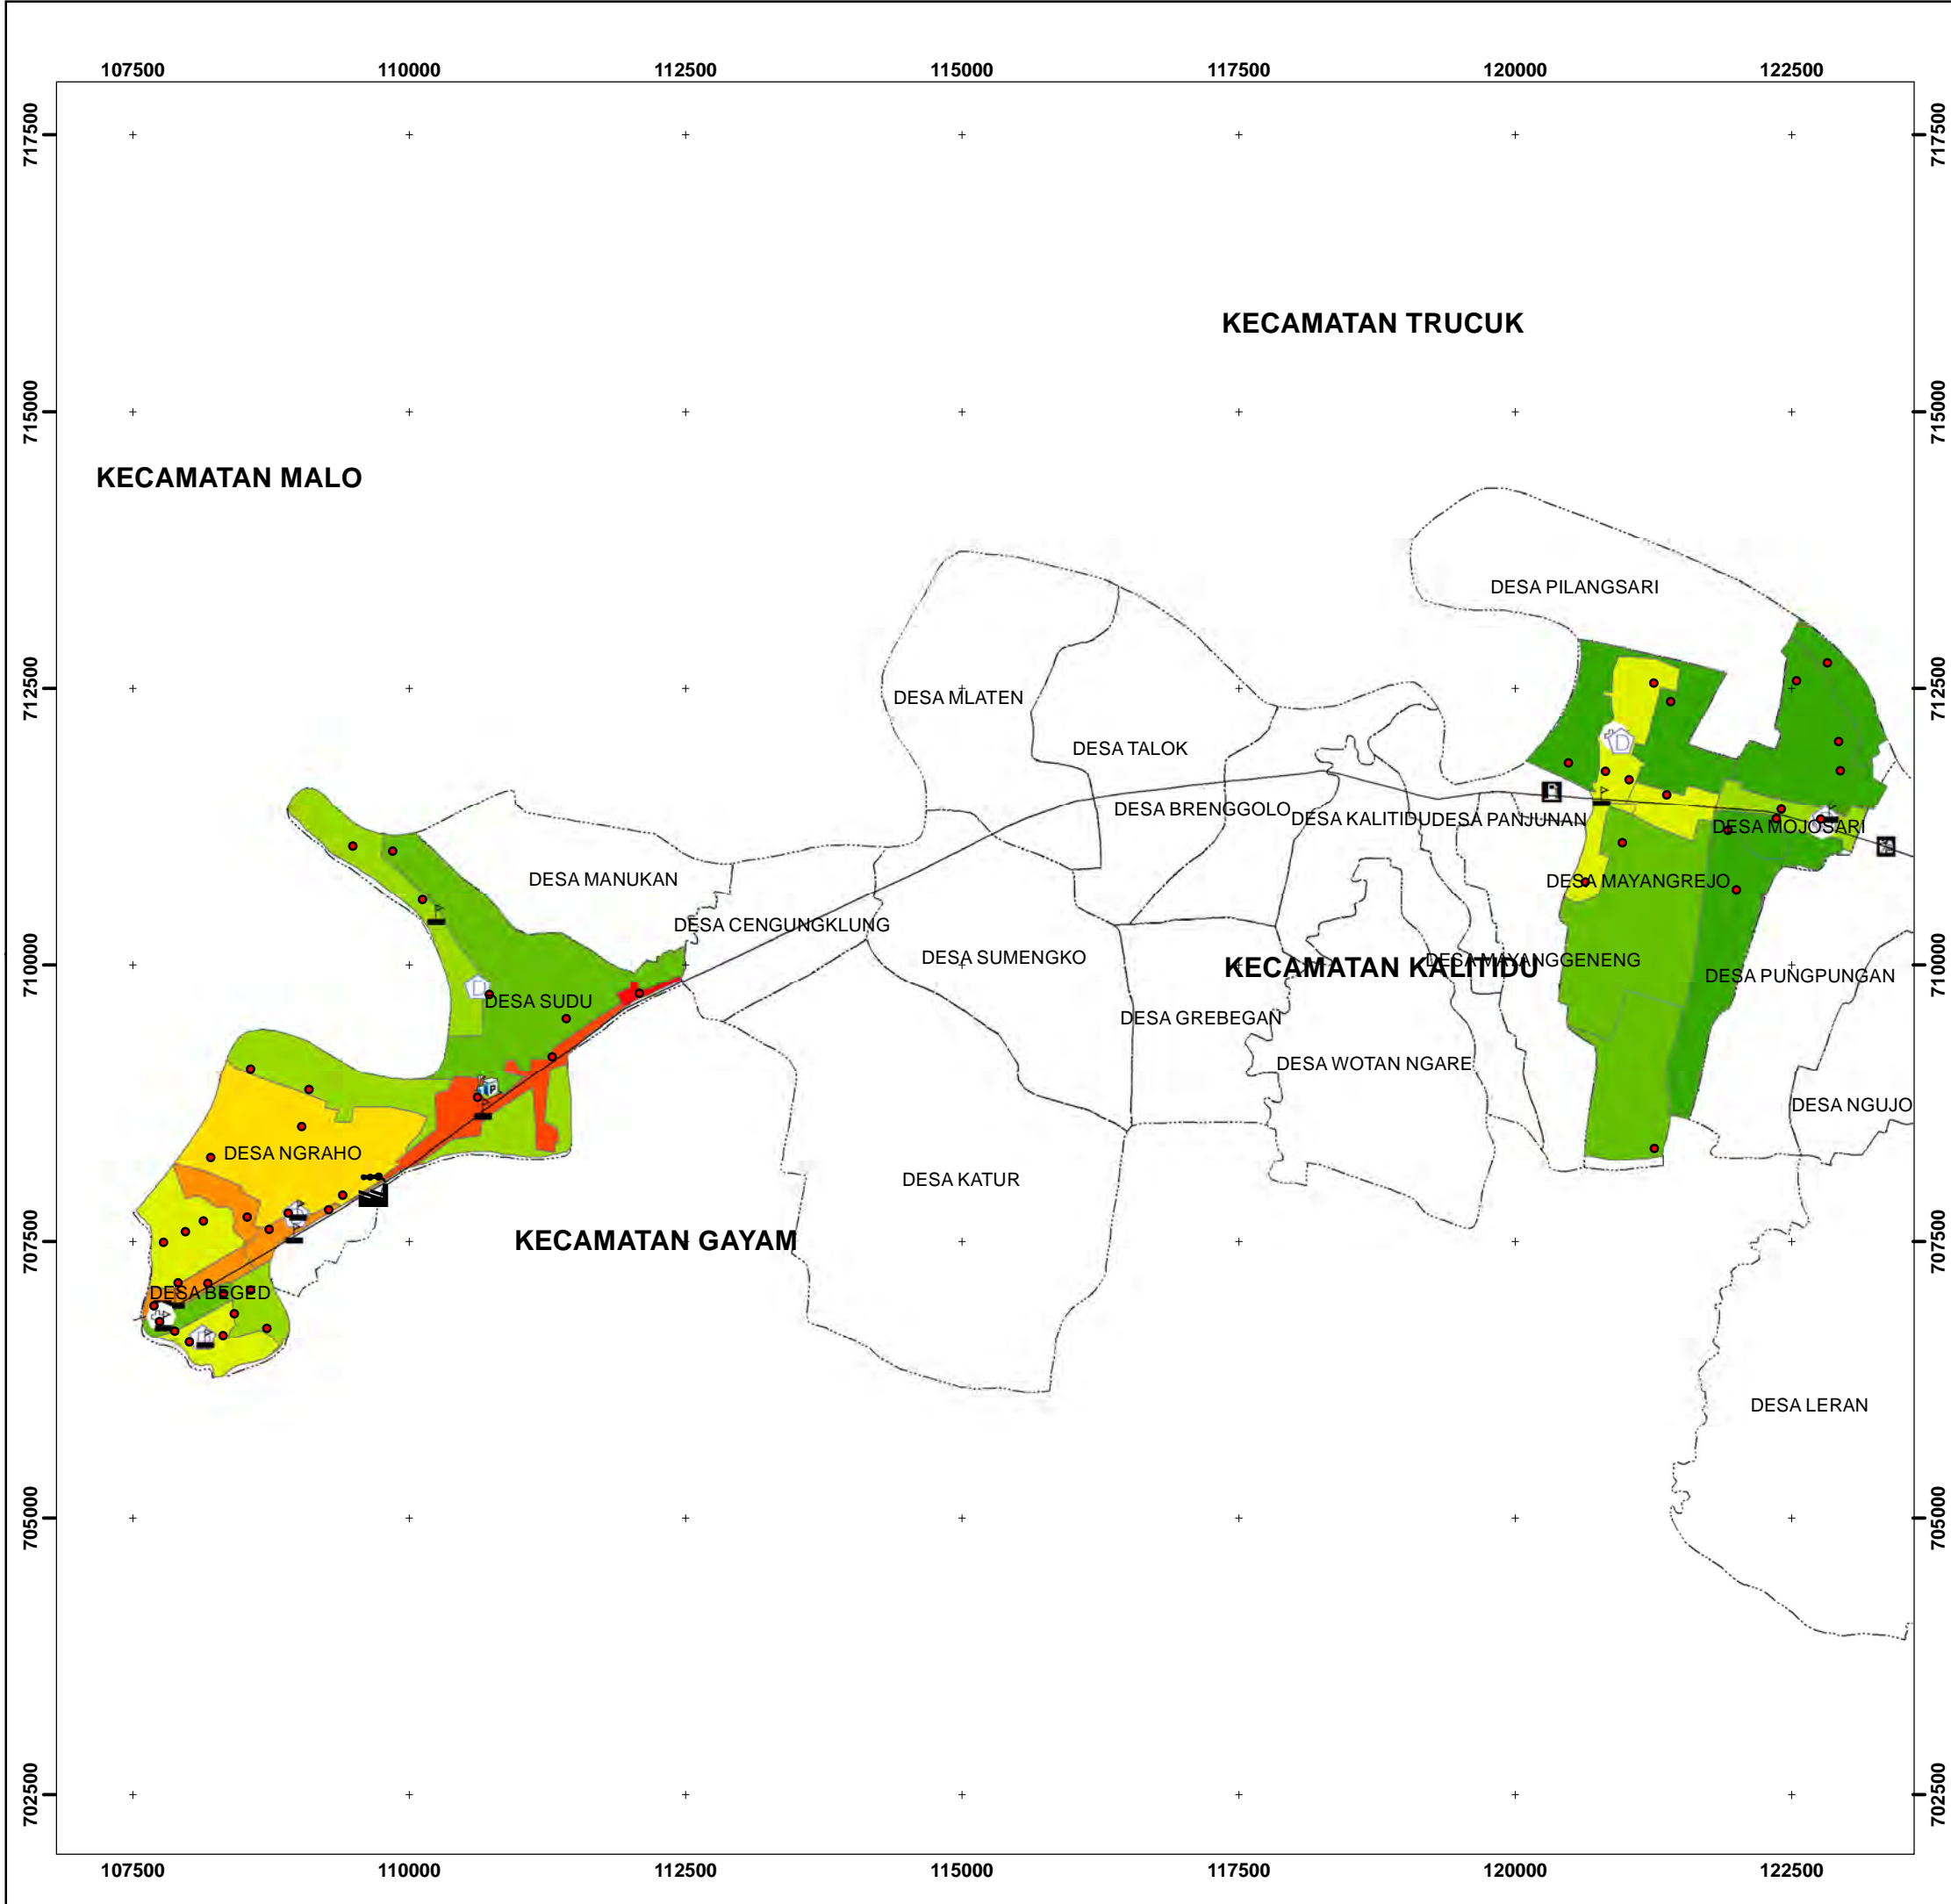 107500 110000 112500 115000 117500 120000 122500
717500 717500
KECAMATAN TRUCUK
715000 715000
KECAMATAN MALO
DESA PILANGSARI
712500 712500
DESA MLATEN
DESA TALOK
DESA BRENGGOLO
DESA KALITIDU
DESA PANJUNAN
DESA MOJOSARI
DESA MANUKAN
DESA MAYANGREJO
DESA CENGUNGKLUNG
DESA SUMENGKO
DESA MAYANGGENENG
KECAMATAN KALITIDU
710000 710000
DESA PUNGPUNGAN
DESA SUDU
DESA GREBEGAN
DESA WOTAN NGARE
DESA NGUJO
DESA NGRAHO
DESA KATUR
KECAMATAN GAYAM
707500 707500
DESA BEGED
DESA LERAN
705000 705000
702500 702500
107500 110000 112500 115000 117500 120000 122500
D
D
P